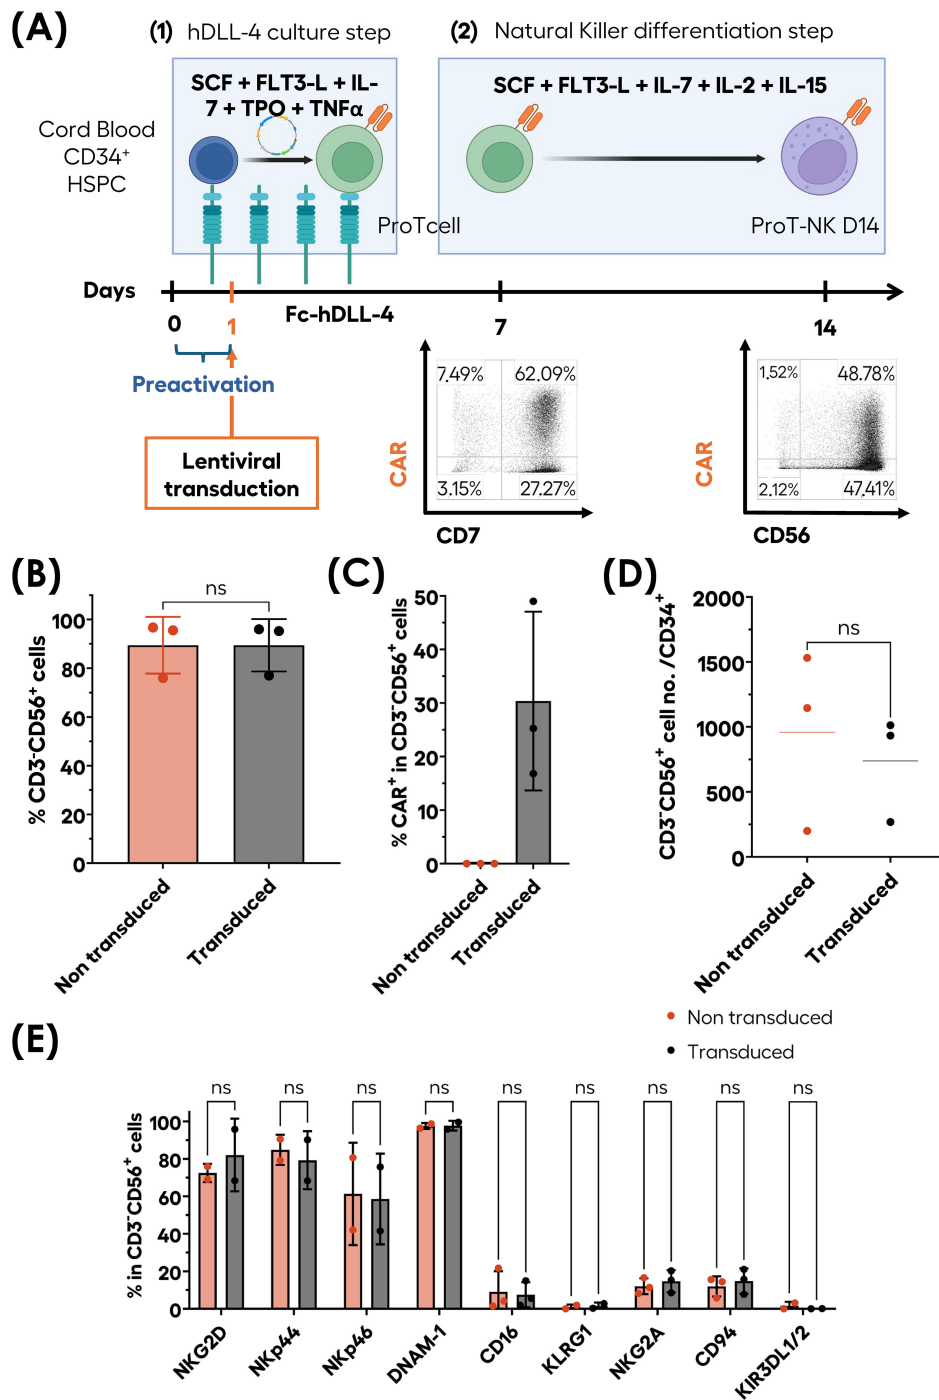 (A)
(1) hDLL-4 culture step
(2) Natural Killer differentiation step
SCF + FLT3-L + IL-
7 + TPO + TNFα
SCF + FLT3-L + IL-7 + IL-2 + IL-15
Cord Blood
CD34⁺
HSPC
ProTcell
ProT-NK D14
Days
Fc-hDLL-4
0
1
7
14
Preactivation
Lentiviral
transduction
7.49%
62.09%
3.15%
27.27%
CAR
CD7
1.52%
48.78%
2.12%
47.41%
CAR
CD56
(B)
ns
% CD3-CD56⁺ cells
100
80
60
40
20
0
Non transduced
Transduced
(C)
% CAR⁺ in CD3⁻CD56⁺ cells
50
40
30
20
10
0
Non transduced
Transduced
(D)
CD3⁻CD56⁺ cell no. /CD34⁺
ns
2000
1500
1000
500
0
Non transduced
Transduced
Non transduced
Transduced
(E)
% in CD3⁻CD56⁺ cells
ns ns ns ns ns ns ns ns ns
100
80
60
40
20
0
NKG2D
NKp44
NKp46
DNAM-1
CD16
KLRG1
NKG2A
CD94
KIR3DL1/2